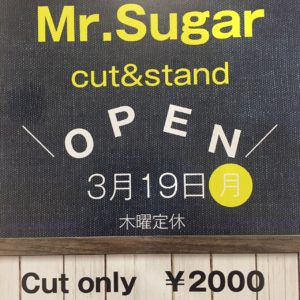 Mr.Sugar
cut&stand
\OPEN/
3月19日 月
木曜定休
Cut only ￥2000